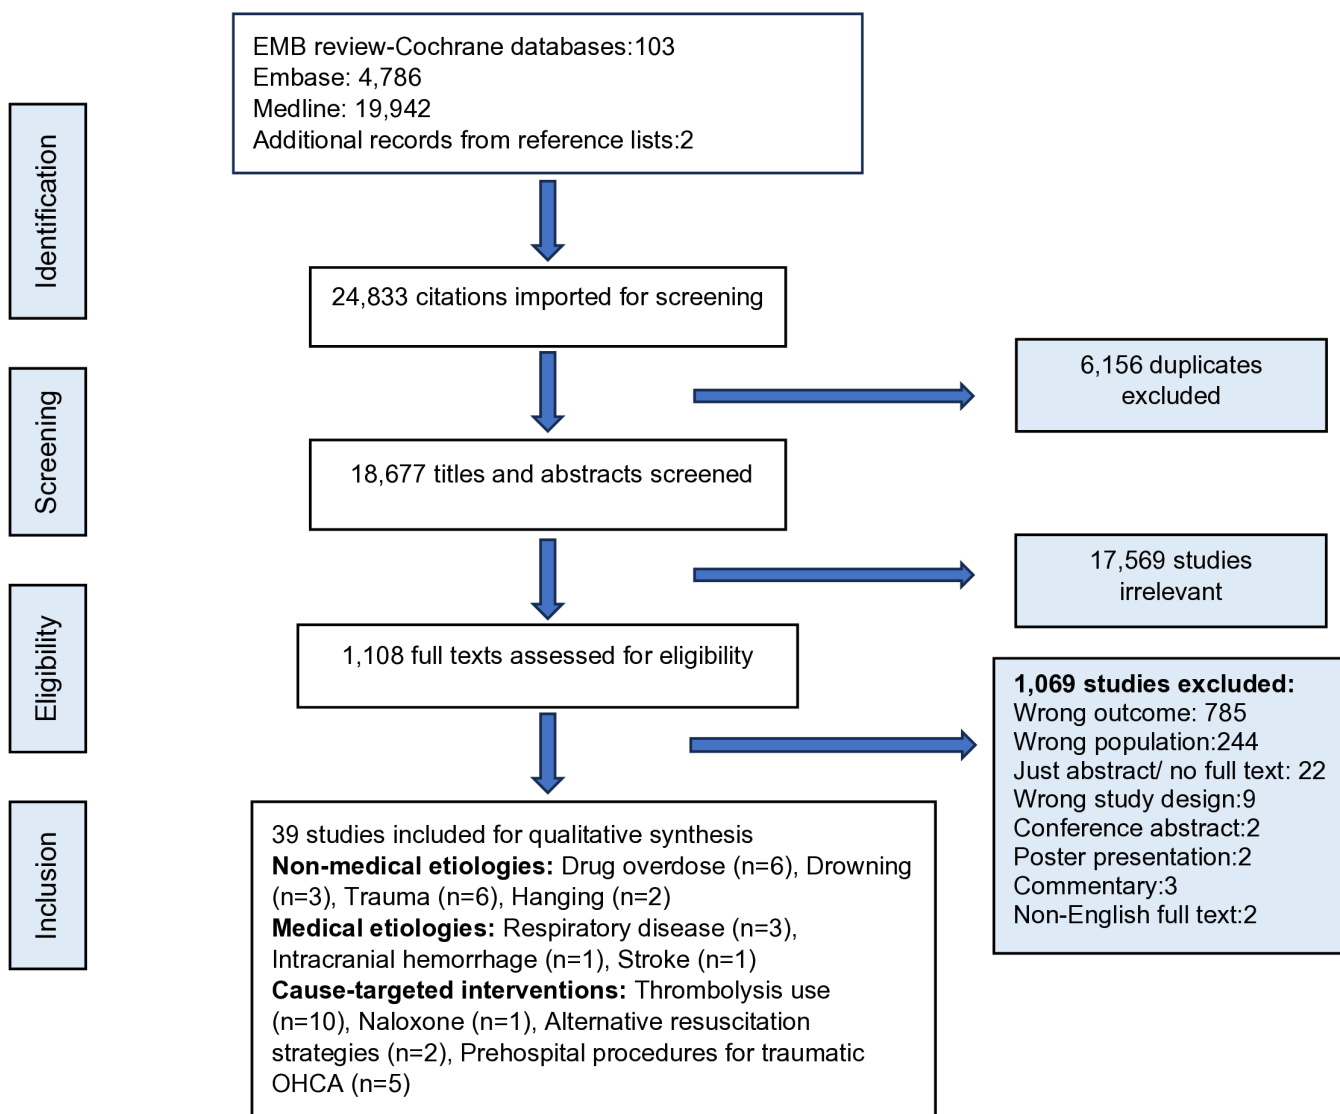 EMB review-Cochrane databases:103
Embase: 4,786
Medline: 19,942
Additional records from reference lists:2
Identification
24,833 citations imported for screening
6,156 duplicates
excluded
Screening
18,677 titles and abstracts screened
17,569 studies
irrelevant
Eligibility
1,108 full texts assessed for eligibility
1,069 studies excluded:
Wrong outcome: 785
Wrong population:244
Just abstract/ no full text: 22
Wrong study design:9
Conference abstract:2
Poster presentation:2
Commentary:3
Non-English full text:2
Inclusion
39 studies included for qualitative synthesis
Non-medical etiologies: Drug overdose (n=6), Drowning
(n=3), Trauma (n=6), Hanging (n=2)
Medical etiologies: Respiratory disease (n=3),
Intracranial hemorrhage (n=1), Stroke (n=1)
Cause-targeted interventions: Thrombolysis use
(n=10), Naloxone (n=1), Alternative resuscitation
strategies (n=2), Prehospital procedures for traumatic
OHCA (n=5)